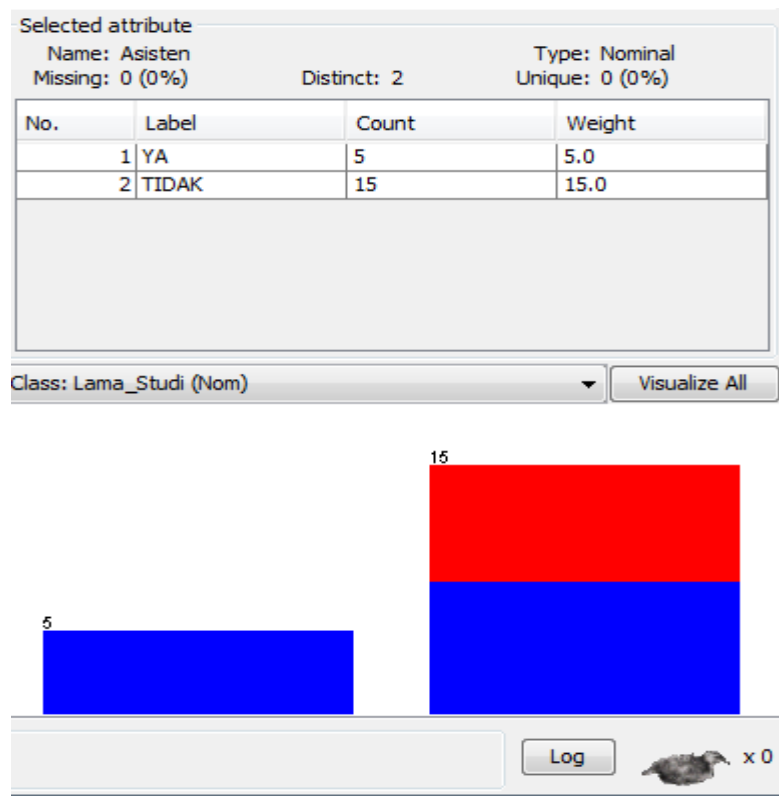 Selected attribute
Name: Asisten Type: Nominal
Missing: 0 (0%) Distinct: 2 Unique: 0 (0%)
No. Label Count Weight
1 YA 5 5.0
2 TIDAK 15 15.0
Class: Lama_Studi (Nom) Visualize All
15
5
Log x 0